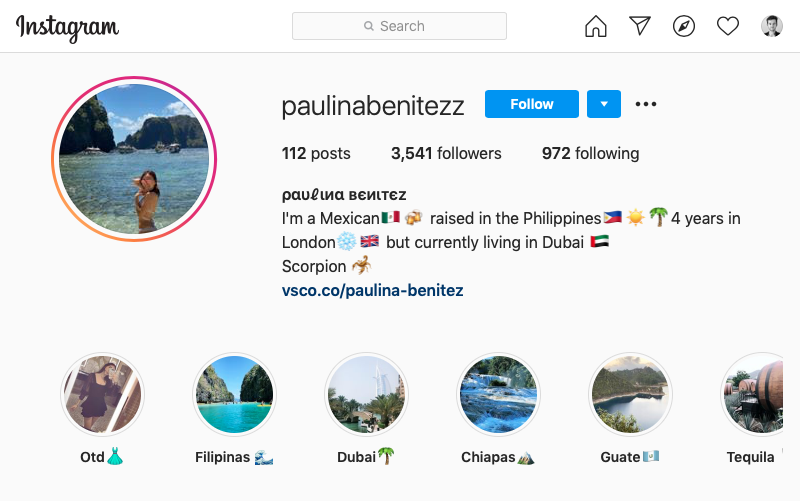 Instagram
Search
paulinabenitezz Follow
112 posts 3,541 followers 972 following
ραυℓιиα вєиιтєz
I'm a Mexican🇲🇽🍻 raised in the Philippines🇵🇭☀️🌴4 years in
London❄️🇬🇧 but currently living in Dubai 🇦🇪
Scorpion 🦂
vsco.co/paulina-benitez
Otd👗 Filipinas 🌊 Dubai🌴 Chiapas🏔️ Guate🇬🇹 Tequila